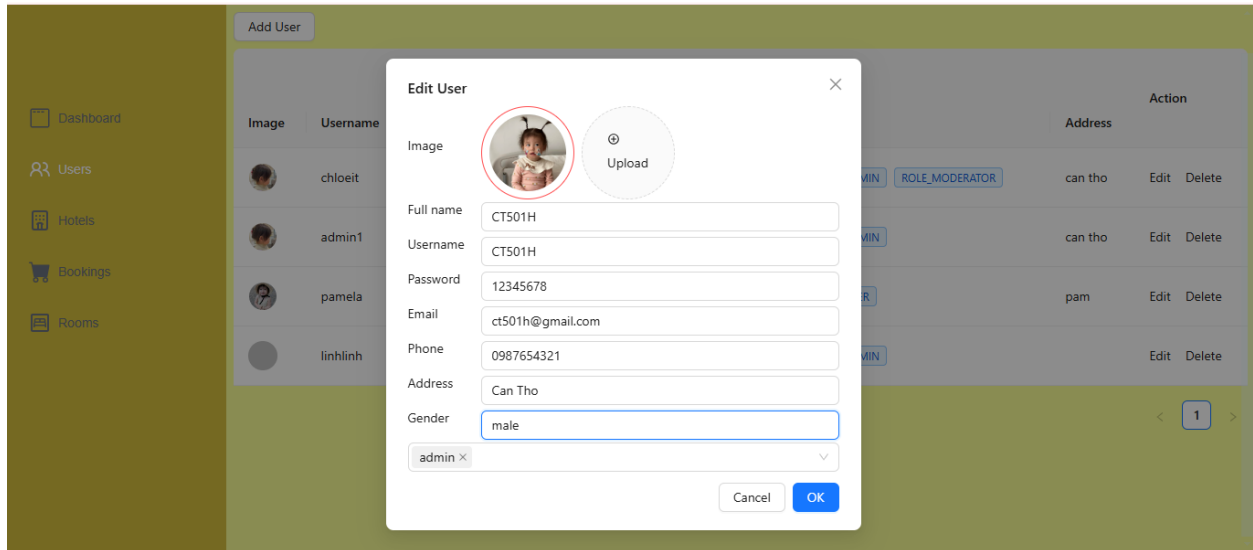 Add User
Dashboard
Users
Hotels
Bookings
Rooms
Image Username Address Action
chloeit MIN ROLE_MODERATOR can tho Edit Delete
admin1 MIN can tho Edit Delete
pamela R pam Edit Delete
linhlinh MIN Edit Delete
< 1 >
Edit User
Image
Upload
Full name CT501H
Username CT501H
Password 12345678
Email ct501h@gmail.com
Phone 0987654321
Address Can Tho
Gender male
admin ×
Cancel OK